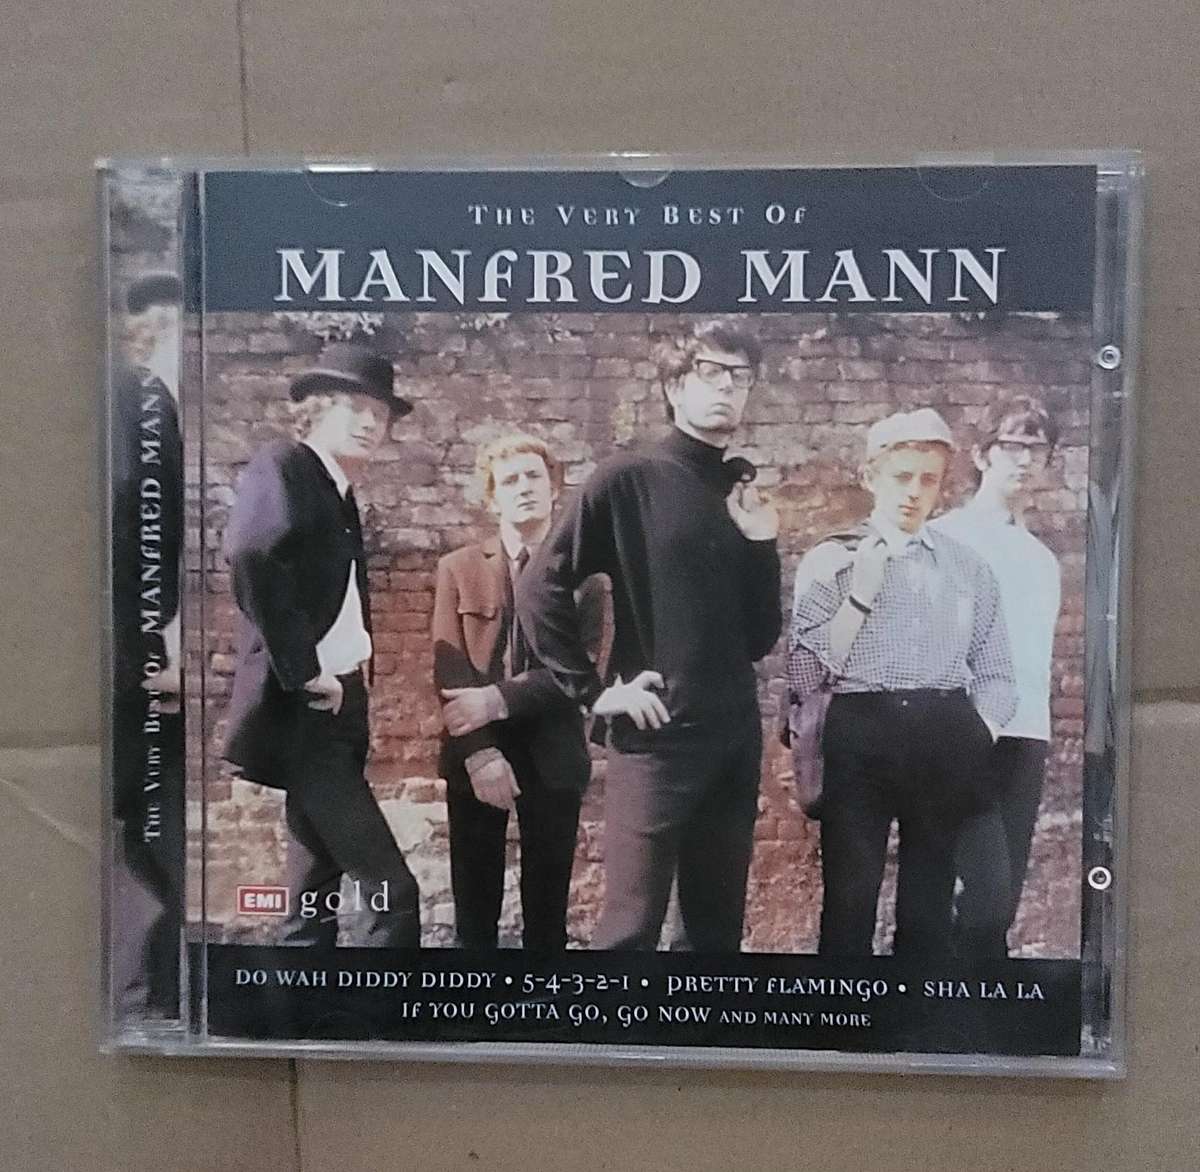 THE VERY BEST OF
MANFRED MANN
THE VERY BEST OF MANFRED MANN
EMI gold
DO WAH DIDDY DIDDY • 5-4-3-2-1 • PRETTY FLAMINGO • SHA LA LA
IF YOU GOTTA GO, GO NOW AND MANY MORE